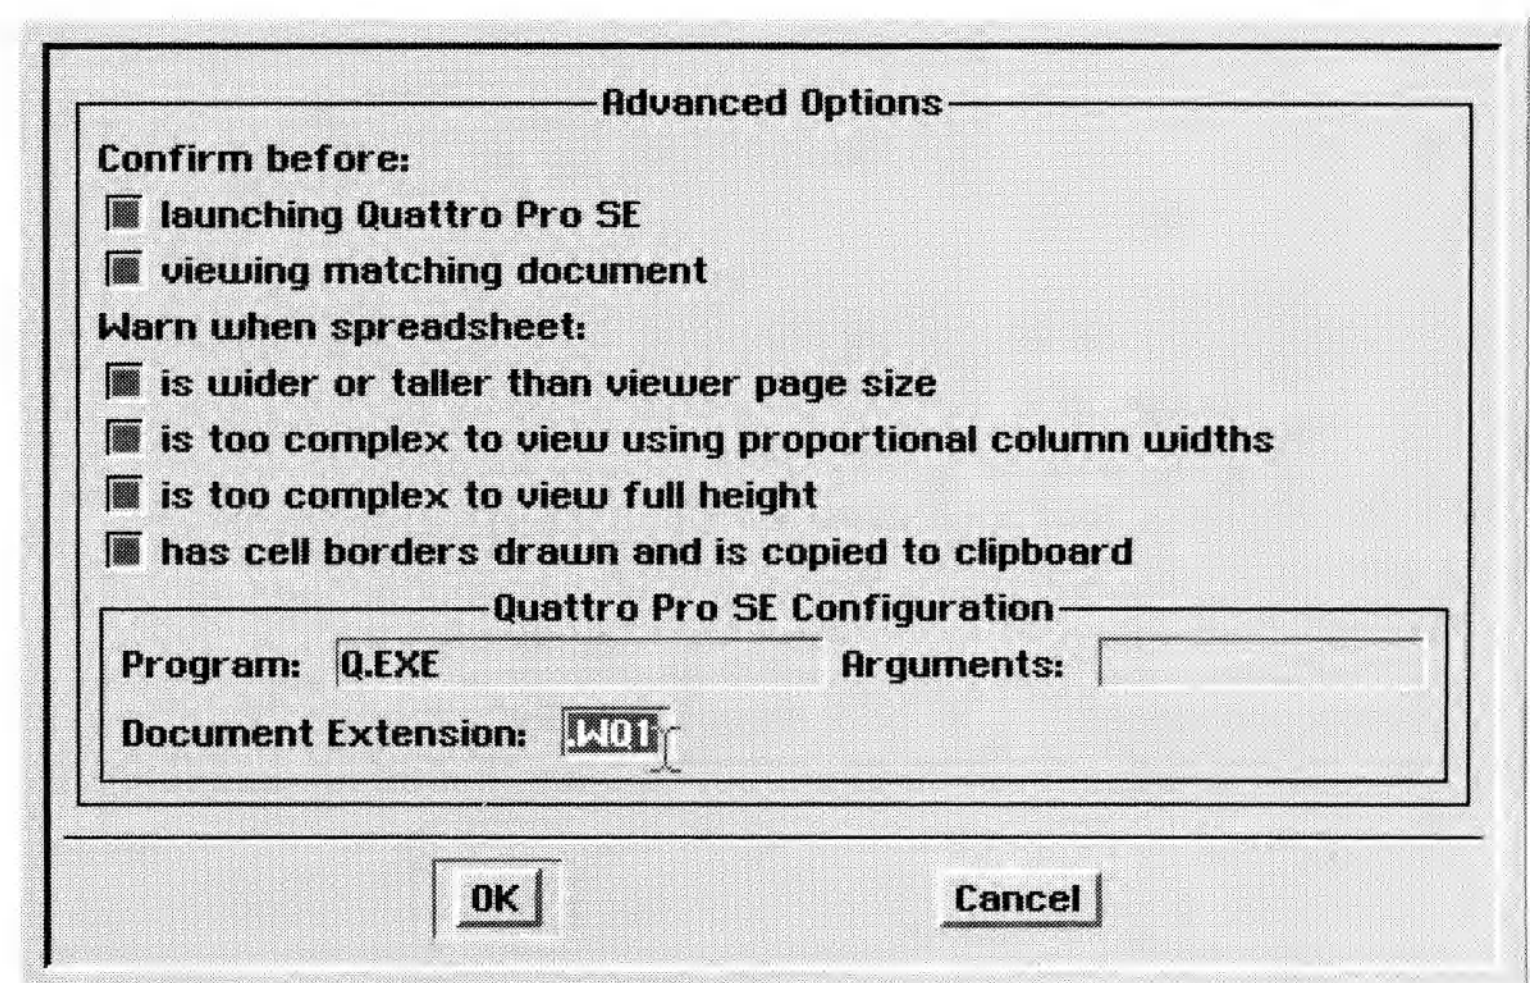 Advanced Options
Confirm before:
launching Quattro Pro SE
viewing matching document
Warn when spreadsheet:
is wider or taller than viewer page size
is too complex to view using proportional column widths
is too complex to view full height
has cell borders drawn and is copied to clipboard
Quattro Pro SE Configuration
Program: Q.EXE Arguments:
Document Extension: .WQ1
OK Cancel